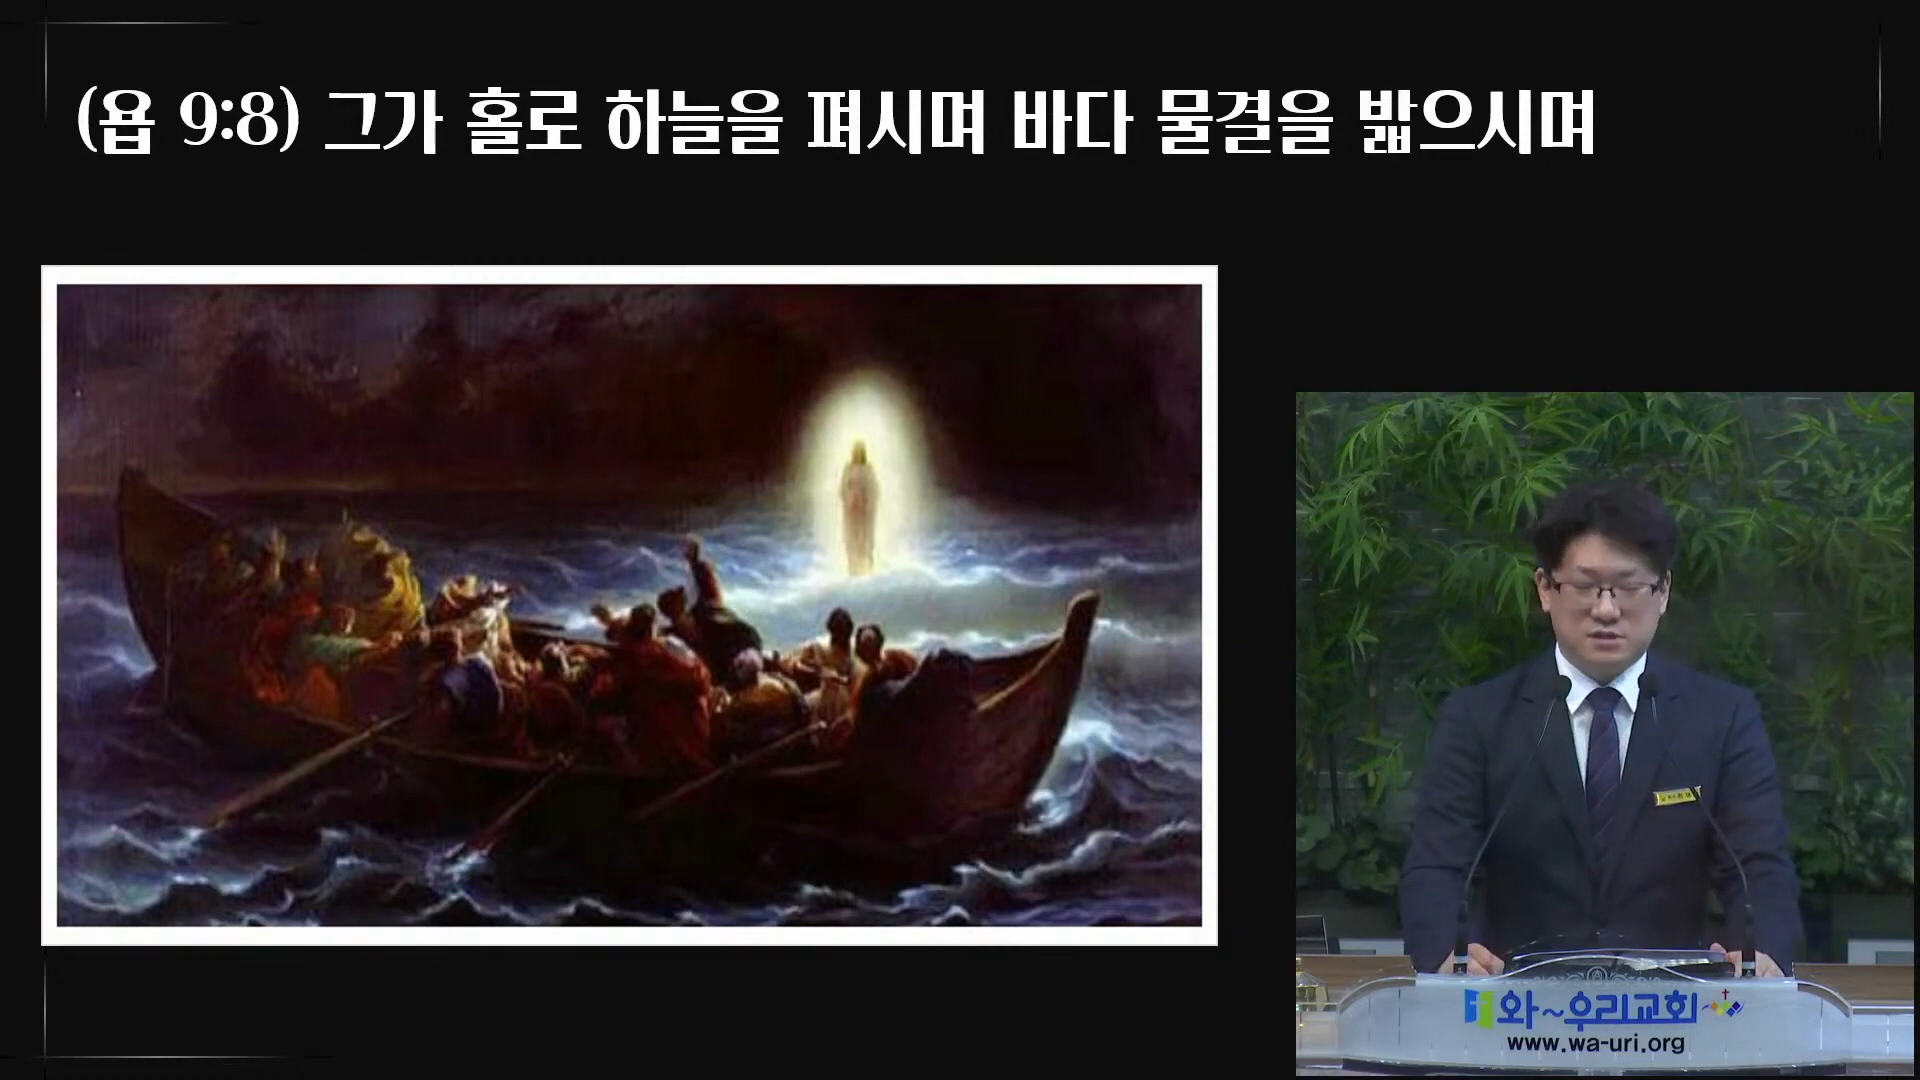 (욥 9:8) 그가 홀로 하늘을 펴시며 바다 물결을 밟으시며
와~우리교회
www.wa-uri.org